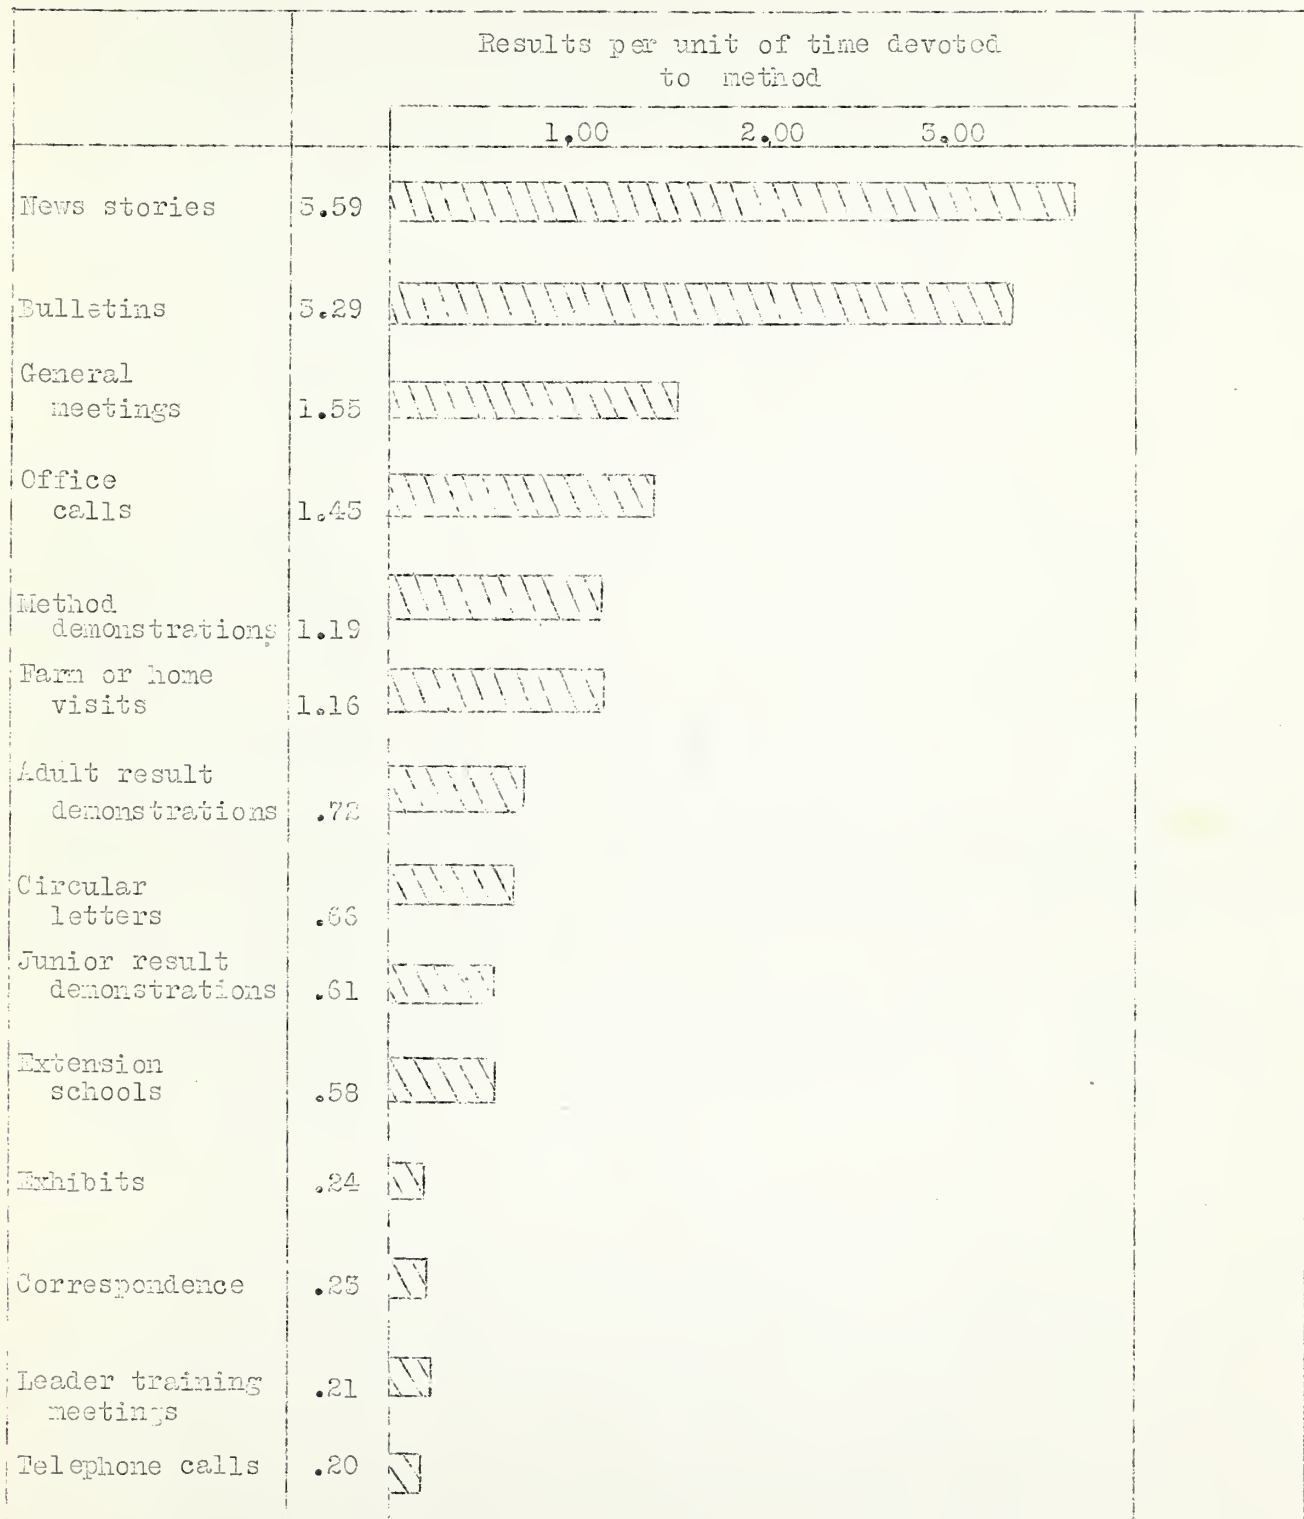 Results per unit of time devoted
to method
1.00 2.00 3.00
News stories 3.59
Bulletins 3.29
General
meetings 1.55
Office
calls 1.45
Method
demonstrations 1.19
Farm or home
visits 1.16
Adult result
demonstrations .72
Circular
letters .66
Junior result
demonstrations .61
Extension
schools .58
Exhibits .24
Correspondence .23
Leader training .21
meetings
Telephone calls .20